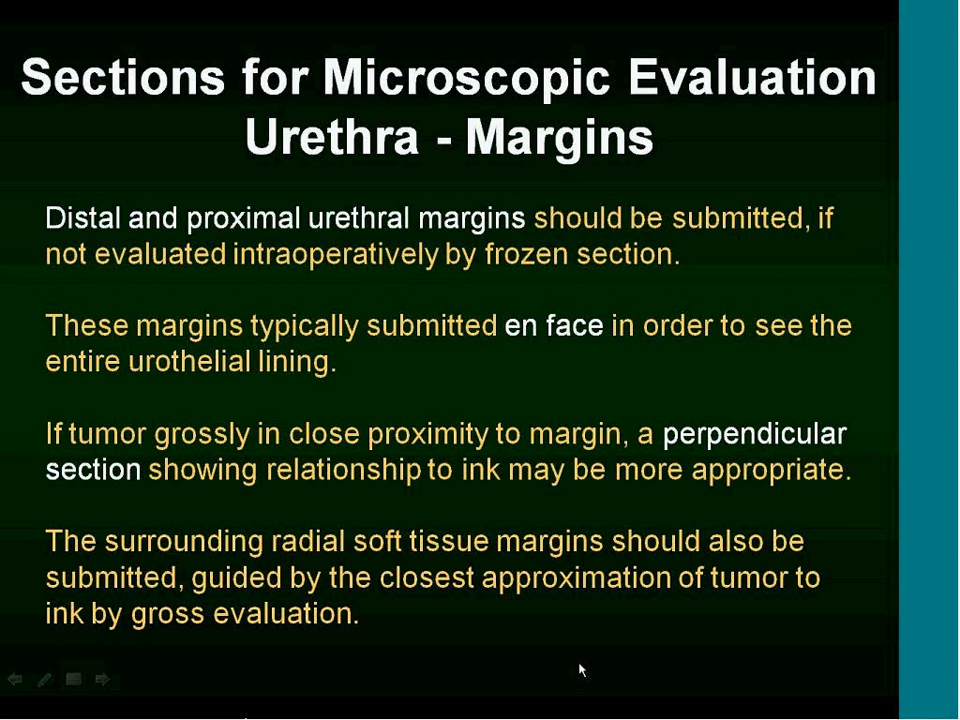 Sections for Microscopic Evaluation
Urethra - Margins
Distal and proximal urethral margins should be submitted, if
not evaluated intraoperatively by frozen section.
These margins typically submitted en face in order to see the
entire urothelial lining.
If tumor grossly in close proximity to margin, a perpendicular
section showing relationship to ink may be more appropriate.
The surrounding radial soft tissue margins should also be
submitted, guided by the closest approximation of tumor to
ink by gross evaluation.